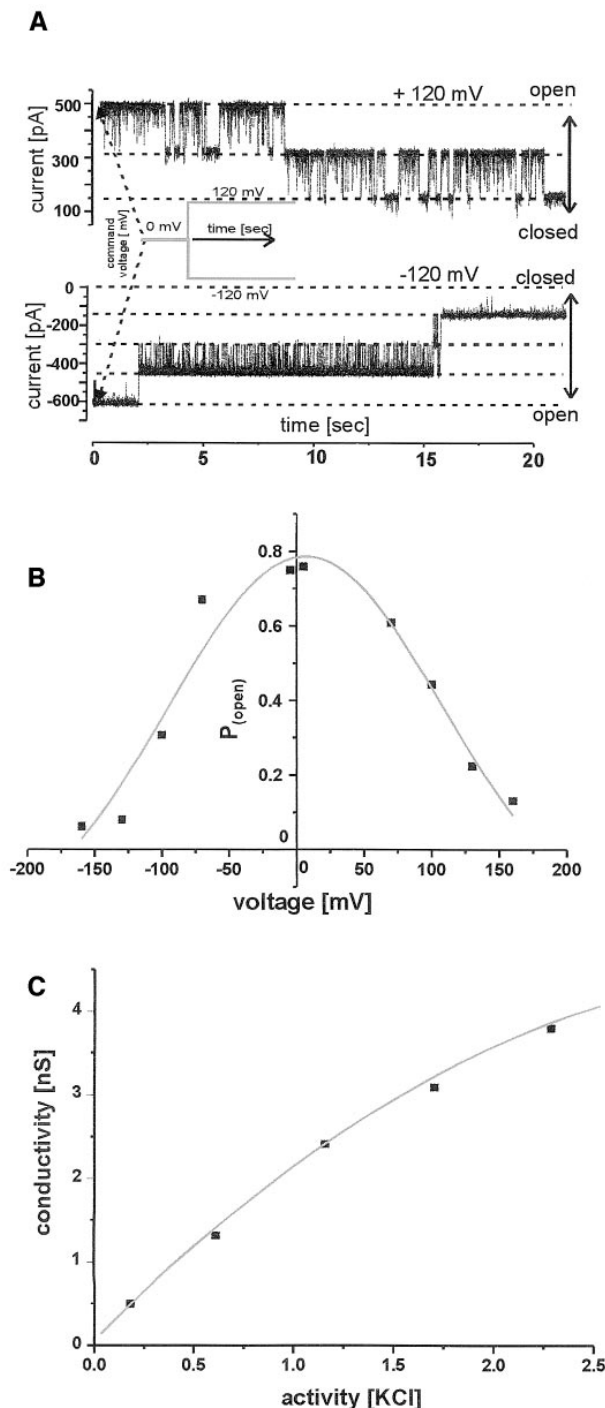 A
+ 120 mV
open
500
300
100
current [pA]
closed
120 mV
0 mV
time [sec]
command
voltage [ mV]
-120 mV
-120 mV
closed
0
-200
-400
-600
current [pA]
open
time [sec]
0
5
10
15
20
B
0.8
0.6
0.4
0.2
0
P(open)
-200
-150
-100
-50
0
50
100
150
200
voltage [mV]
C
4
3
2
1
0
conductivity [nS]
0.0
0.5
1.0
1.5
2.0
2.5
activity [KCl]